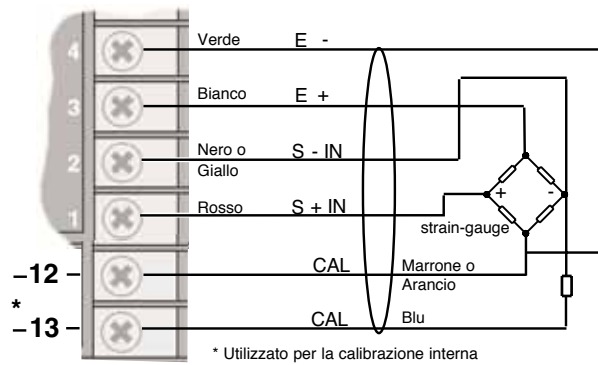 4 Verde E -
3 Bianco E +
2 Nero o S - IN
Giallo
1 Rosso S + IN
+ -
strain-gauge
–12 CAL Marrone o
Arancio
*
–13 CAL Blu
* Utilizzato per la calibrazione interna